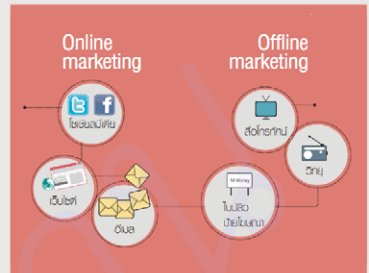 Online
marketing
Offline
marketing
โซเชียลมีเดีย
สื่อโทรทัศน์
วิทยุ
เว็บไซต์
อีเมล
M-Money
ใบปลิว
ป้ายโฆษณา